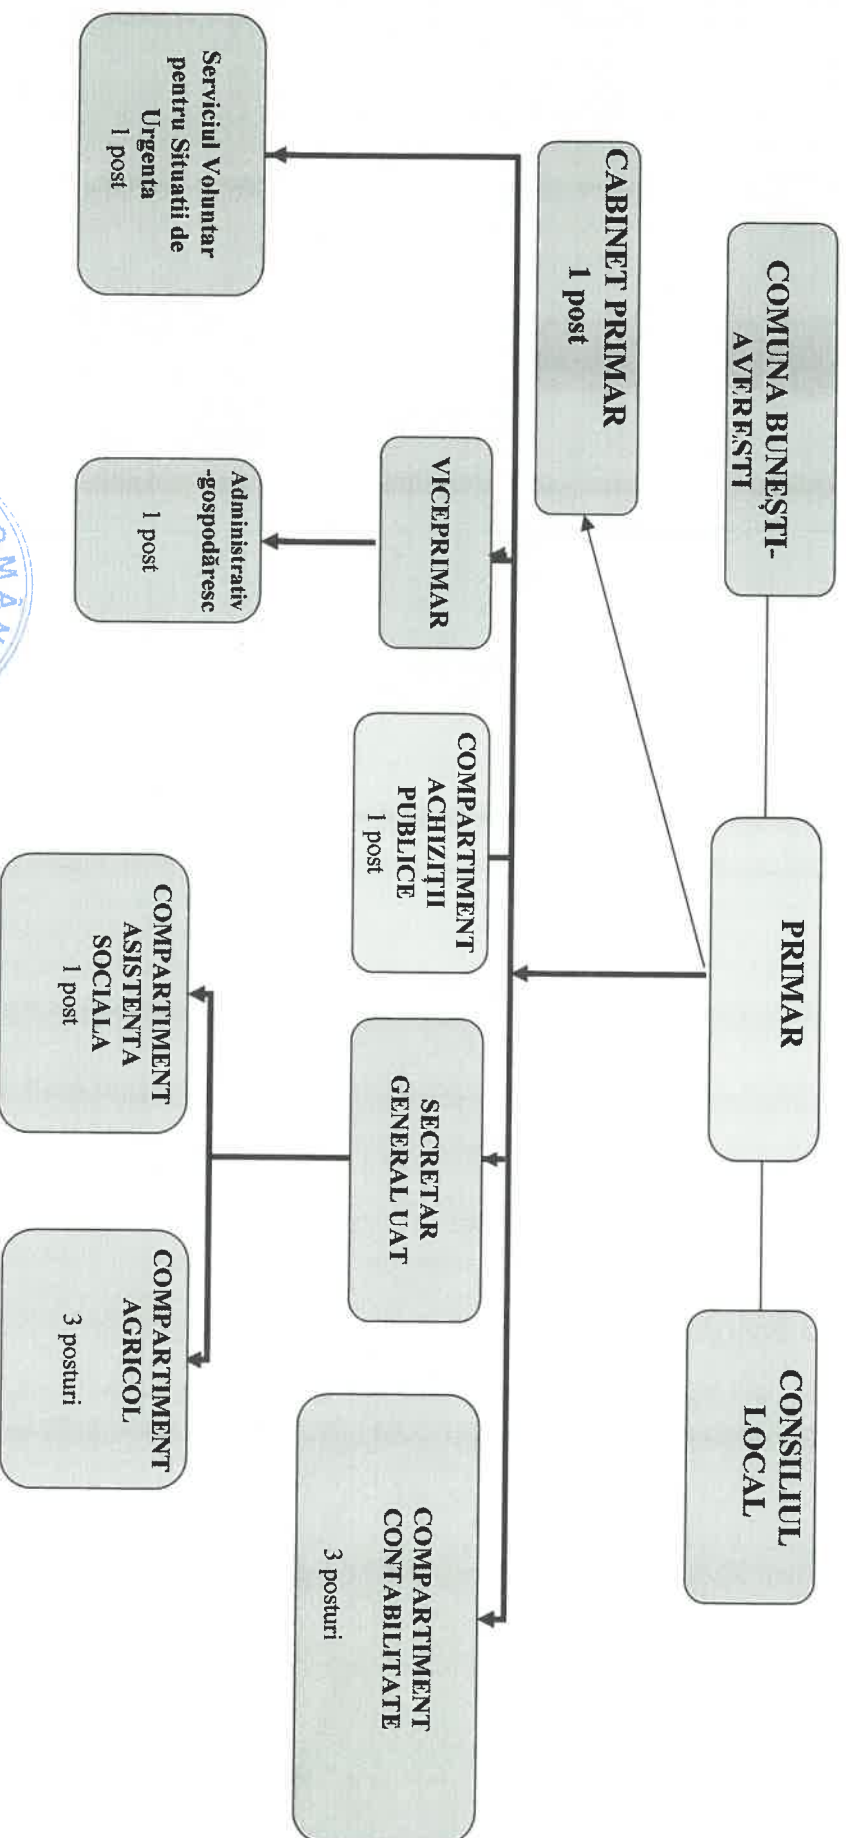 COMUNA BUNEȘTI-
AVEREȘTI
PRIMAR
CONSILIUL
LOCAL
CABINET PRIMAR
1 post
Serviciul Voluntar
pentru Situatii de
Urgenta
1 post
VICEPRIMAR
Administrativ
-gospodăresc
1 post
COMPARTIMENT
ACHIZIȚII
PUBLICE
1 post
SECRETAR
GENERAL UAT
COMPARTIMENT
ASISTENTA
SOCIALA
1 post
COMPARTIMENT
AGRICOL
3 posturi
COMPARTIMENT
CONTABILITATE
3 posturi